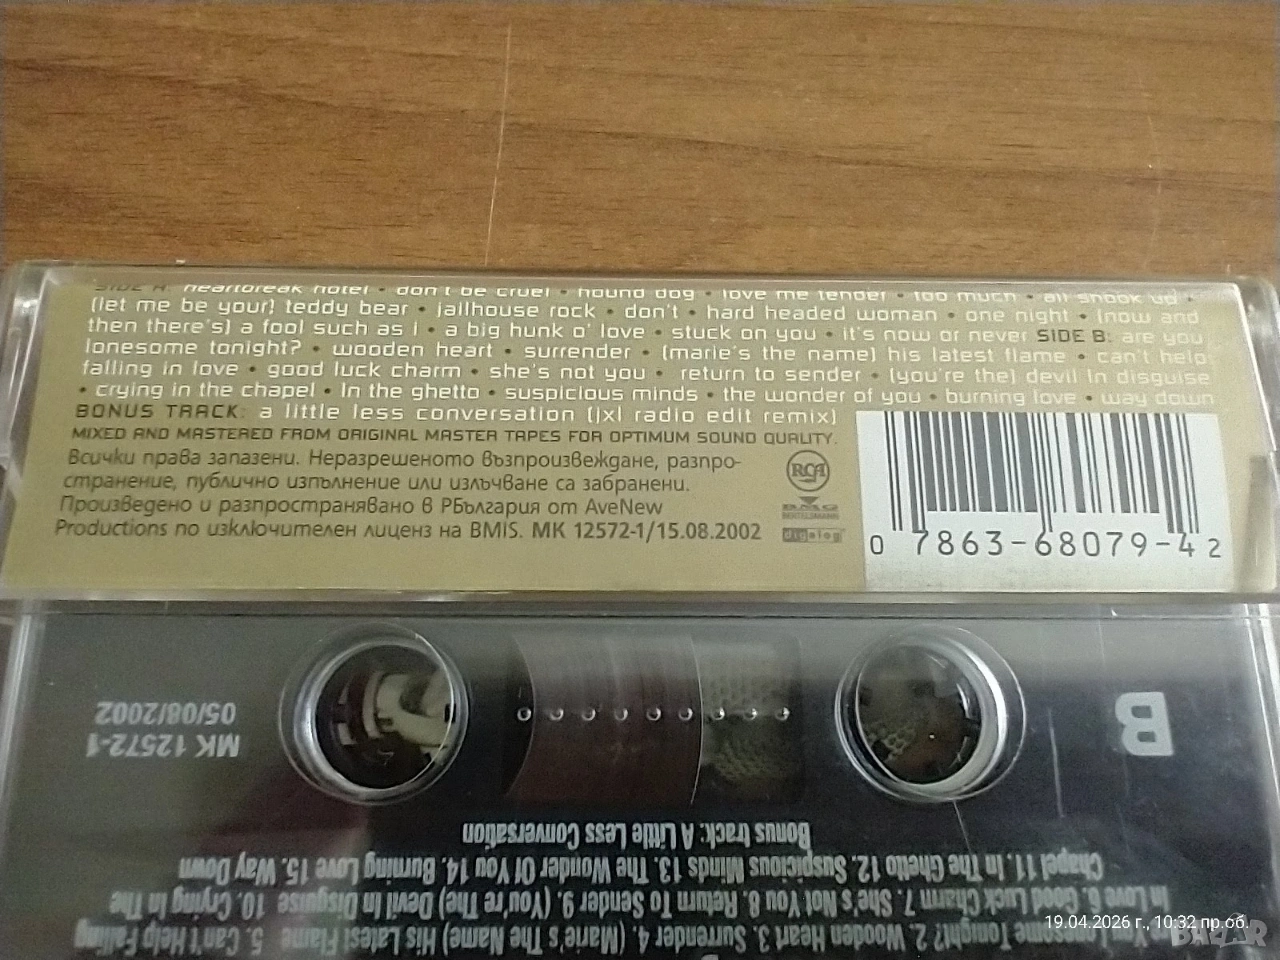 SIDE A: heartbreak hotel • don't be cruel • hound dog • love me tender • too much • all shook up •
(let me be your) teddy bear • jailhouse rock • don't • hard headed woman • one night • (now and
then there's) a fool such as i • a big hunk o' love • stuck on you • it's now or never SIDE B: are you
lonesome tonight? • wooden heart • surrender • (marie's the name) his latest flame • can't help
falling in love • good luck charm • she's not you • return to sender • (you're the) devil in disguise
• crying in the chapel • In the ghetto • suspicious minds • the wonder of you • burning love • way down
BONUS TRACK: a little less conversation (jxl radio edit remix)
MIXED AND MASTERED FROM ORIGINAL MASTER TAPES FOR OPTIMUM SOUND QUALITY.
Всички права запазени. Неразрешеното възпроизвеждане, разпро-
странение, публично изпълнение или излъчване са забранени.
Произведено и разпространявано в РБългария от AveNew
Productions по изключителен лиценз на BMIS. МК 12572-1/15.08.2002
RCA
BMG
digalog
0 7863-68079-4 2
B
MK 12572-1
05/08/2002
You Lonesome Tonight? 2. Wooden Heart 3. Surrender 4. (Marie's The Name) His Latest Flame 5. Can't Help Falling
In Love 6. Good Luck Charm 7. She's Not You 8. Return To Sender 9. (You're The) Devil In Disguise 10. Crying In The
Chapel 11. In The Ghetto 12. Suspicious Minds 13. The Wonder Of You 14. Burning Love 15. Way Down
Bonus track: A Little Less Conversation
19.04.2026 г., 10:32 пр.об.
BAZAR